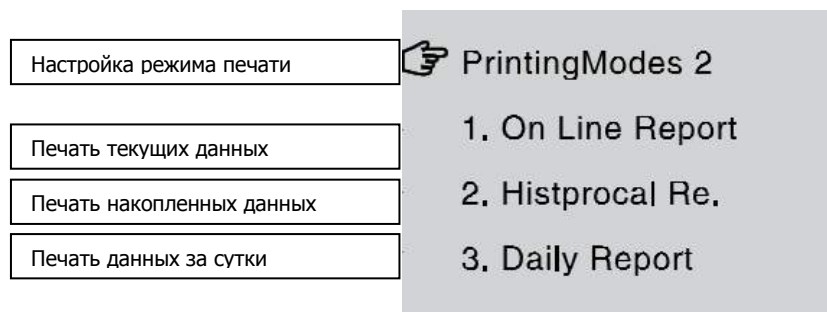 Настройка режима печати
PrintingModes 2
Печать текущих данных
1. On Line Report
Печать накопленных данных
2. Histprocal Re.
Печать данных за сутки
3. Daily Report